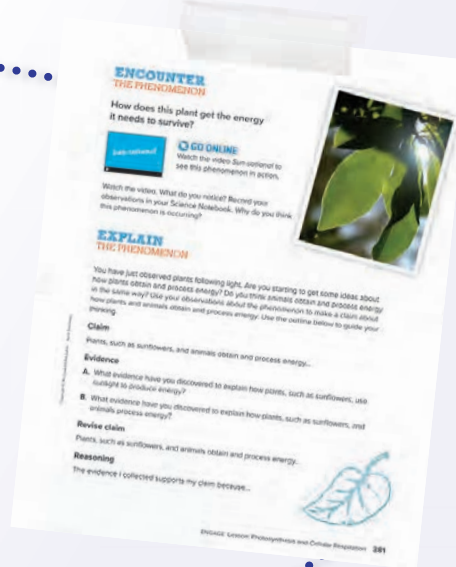 ENCOUNTER
THE PHENOMENON
How does this plant get the energy
it needs to survive?
GO ONLINE
Watch the video Sun-sational to
see this phenomenon in action.
Watch the video. What do you notice? Record your
observations in your Science Notebook. Why do you think
this phenomenon is occurring?
EXPLAIN
THE PHENOMENON
You have just observed plants following light. Are you starting to get some ideas about
how plants obtain and process energy? Do you think animals obtain and process energy
in the same way? Use your observations about the phenomenon to make a claim about
how plants and animals obtain and process energy. Use the outline below to guide your
thinking.
Claim
Plants, such as sunflowers, and animals obtain and process energy...
Evidence
A. What evidence have you discovered to explain how plants, such as sunflowers, use
sunlight to produce energy?
B. What evidence have you discovered to explain how plants, such as sunflowers, and
animals process energy?
Revise claim
Plants, such as sunflowers, and animals obtain and process energy...
Reasoning
The evidence I collected supports my claim because...
ENGAGE Lesson: Photosynthesis and Cellular Respiration 281